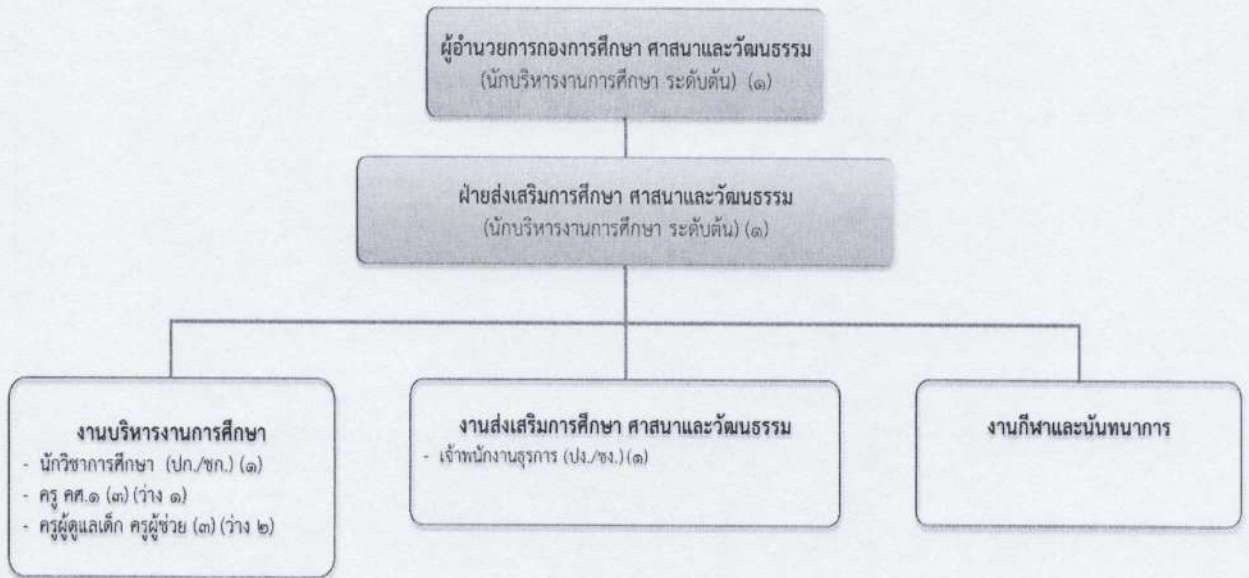 ผู้อำนวยการกองการศึกษา ศาสนาและวัฒนธรรม
(นักบริหารงานการศึกษา ระดับต้น) (๑)
ฝ่ายส่งเสริมการศึกษา ศาสนาและวัฒนธรรม
(นักบริหารงานการศึกษา ระดับต้น) (๑)
งานบริหารงานการศึกษา
- นักวิชาการศึกษา (ปก./ชก.) (๑)
- ครู คศ.๑ (๓) (ว่าง ๑)
- ครูผู้ดูแลเด็ก ครูผู้ช่วย (๓) (ว่าง ๒)
งานส่งเสริมการศึกษา ศาสนาและวัฒนธรรม
- เจ้าพนักงานธุรการ (ปง./ชง.) (๑)
งานกีฬาและนันทนาการ